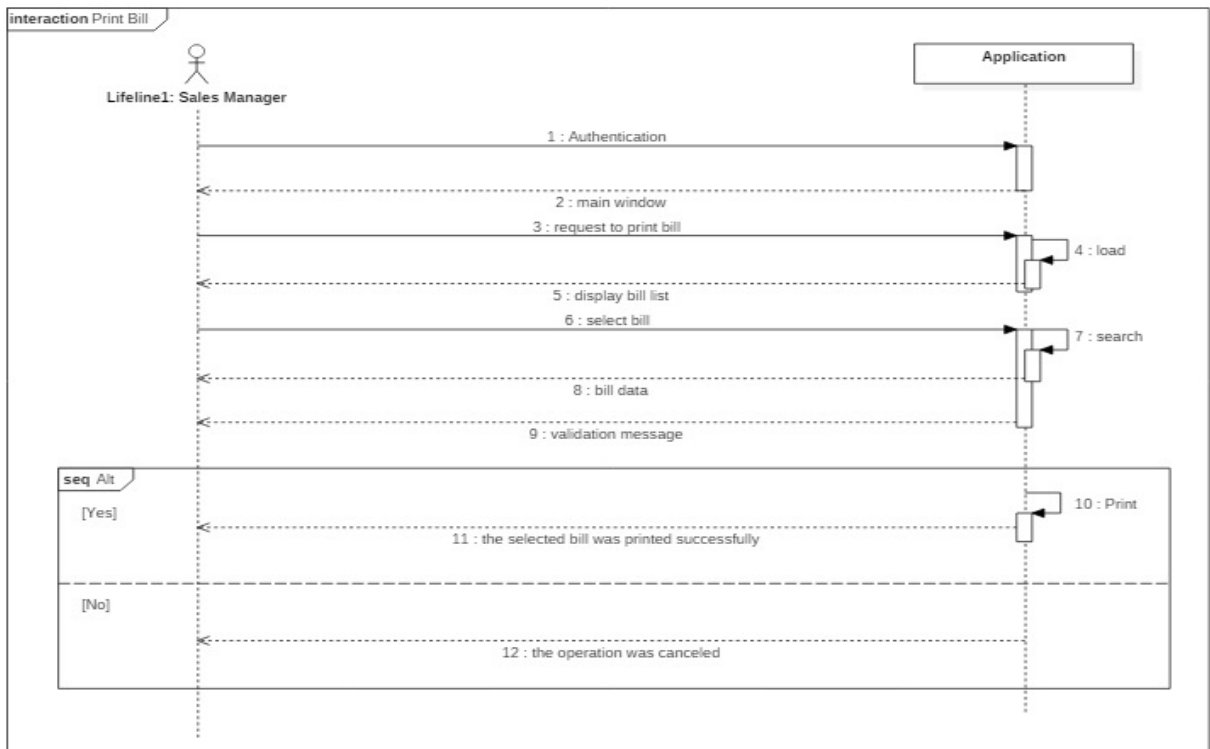 interaction Print Bill
Application
Lifeline1: Sales Manager
1 : Authentication
2 : main window
3 : request to print bill
4 : load
5 : display bill list
6 : select bill
7 : search
8 : bill data
9 : validation message
seq Alt
10 : Print
[Yes]
11 : the selected bill was printed successfully
[No]
12 : the operation was canceled